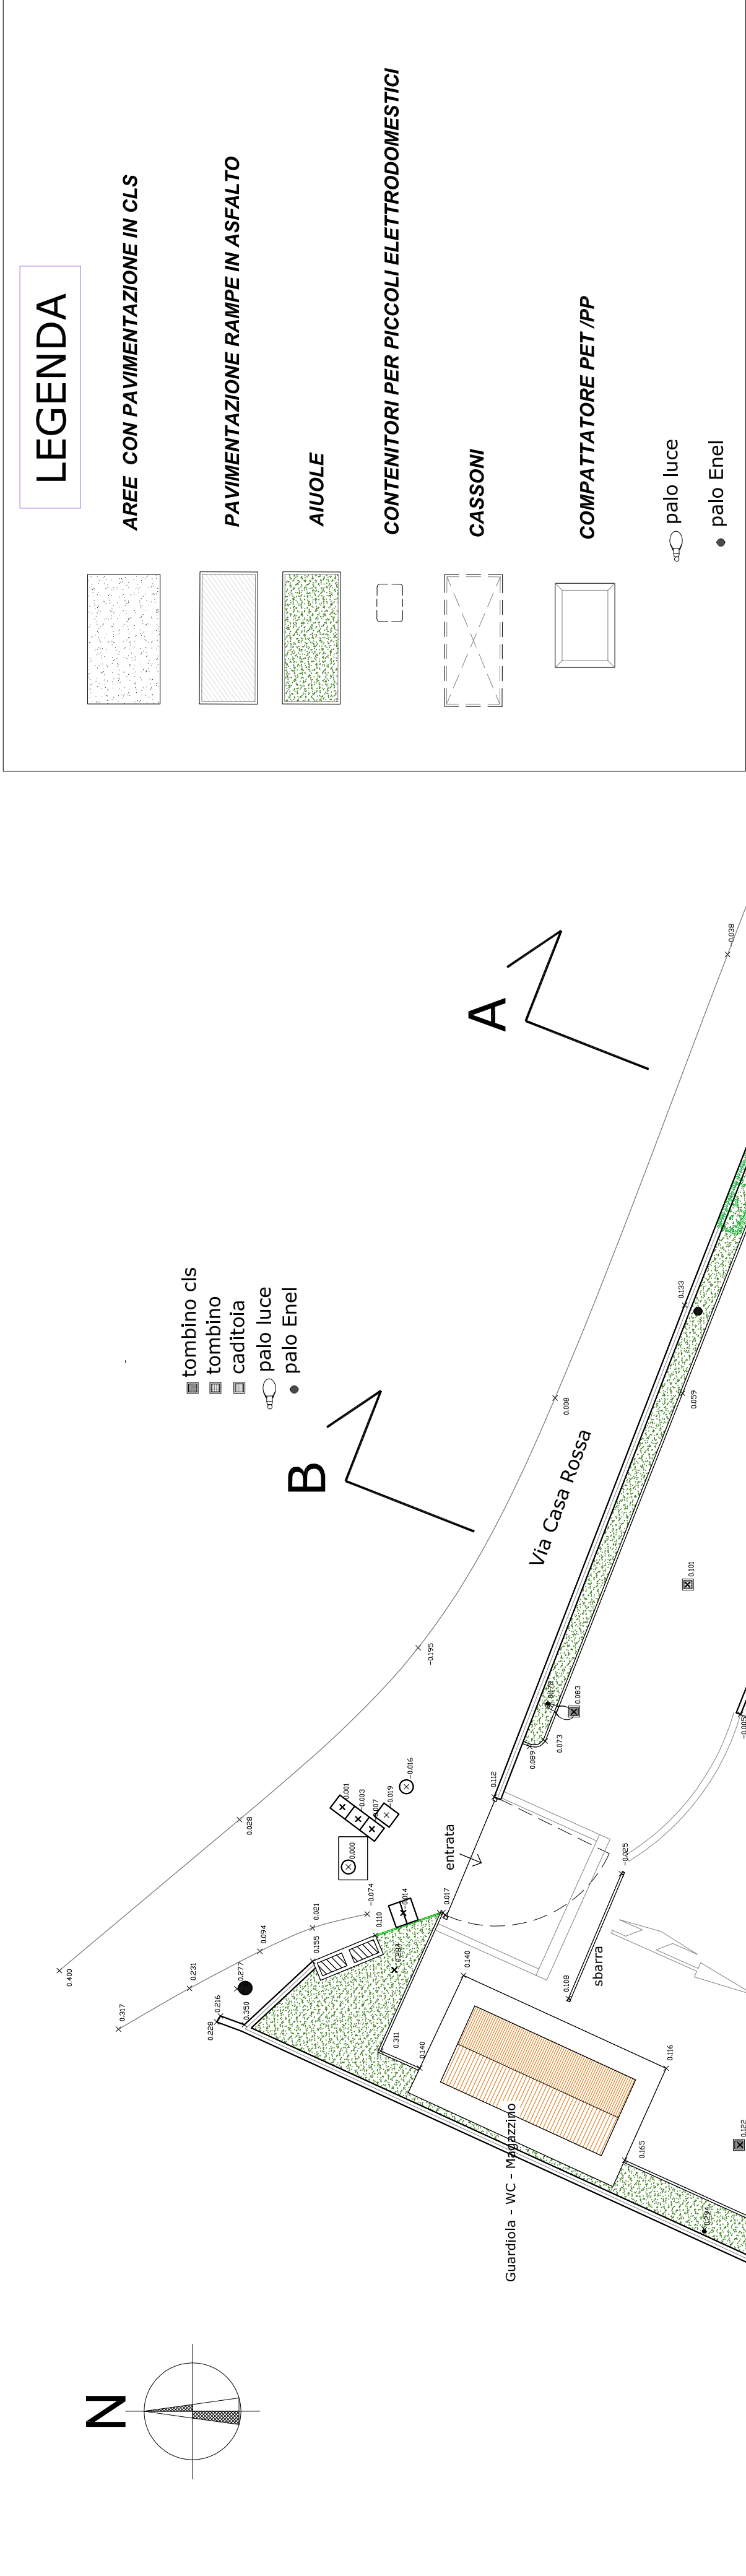 LEGENDA
AREE CON PAVIMENTAZIONE IN CLS
PAVIMENTAZIONE RAMPE IN ASFALTO
AIUOLE
CONTENITORI PER PICCOLI ELETTRODOMESTICI
CASSONI
COMPATTATORE PET /PP
palo luce
palo Enel
A
-0.038
tombino cls
tombino
caditoia
palo luce
palo Enel
B
0.133
0.008
0.059
Via Casa Rossa
0.101
-0.195
0.083
0.073
0.089
-0.005
0.112
-0.016
-0.019
0.001
-0.003
0.028
0.000
entrata
-0.025
-0.074
0.017
0.021
0.110
0.094
0.155
0.140
0.108
sbarra
0.400
0.231
0.277
0.317
0.216
0.228
0.350
0.311
0.140
0.116
0.165
0.122
Guardiola - WC - Magazzino
N